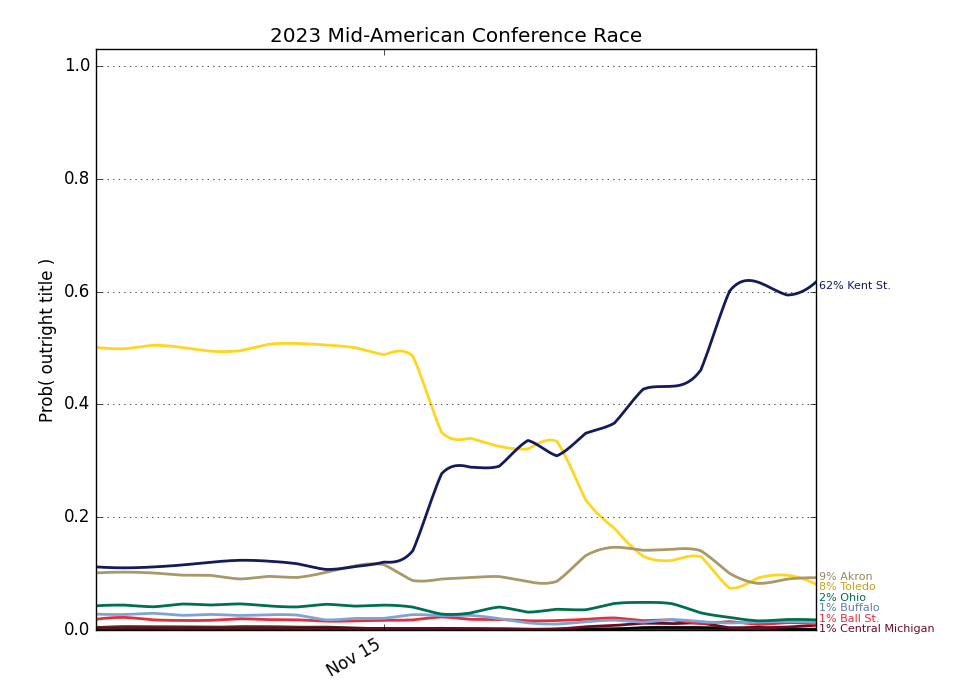 2023 Mid-American Conference Race
Prob( outright title )
1.0
0.8
0.6
0.4
0.2
0.0
Nov 15
62% Kent St.
9% Akron
8% Toledo
2% Ohio
1% Buffalo
1% Ball St.
1% Central Michigan